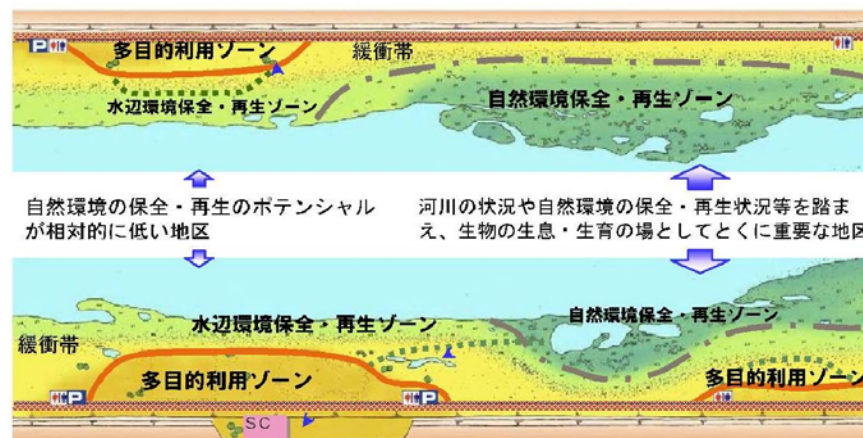 P
多目的利用ゾーン
緩衝帯
水辺環境保全・再生ゾーン
自然環境保全・再生ゾーン
自然環境の保全・再生のポテンシャル
が相対的に低い地区
河川の状況や自然環境の保全・再生状況等を踏ま
え、生物の生息・生育の場としてとくに重要な地区
水辺環境保全・再生ゾーン
自然環境保全・再生ゾーン
緩衝帯
多目的利用ゾーン
多目的利用ゾーン
P
P
SC